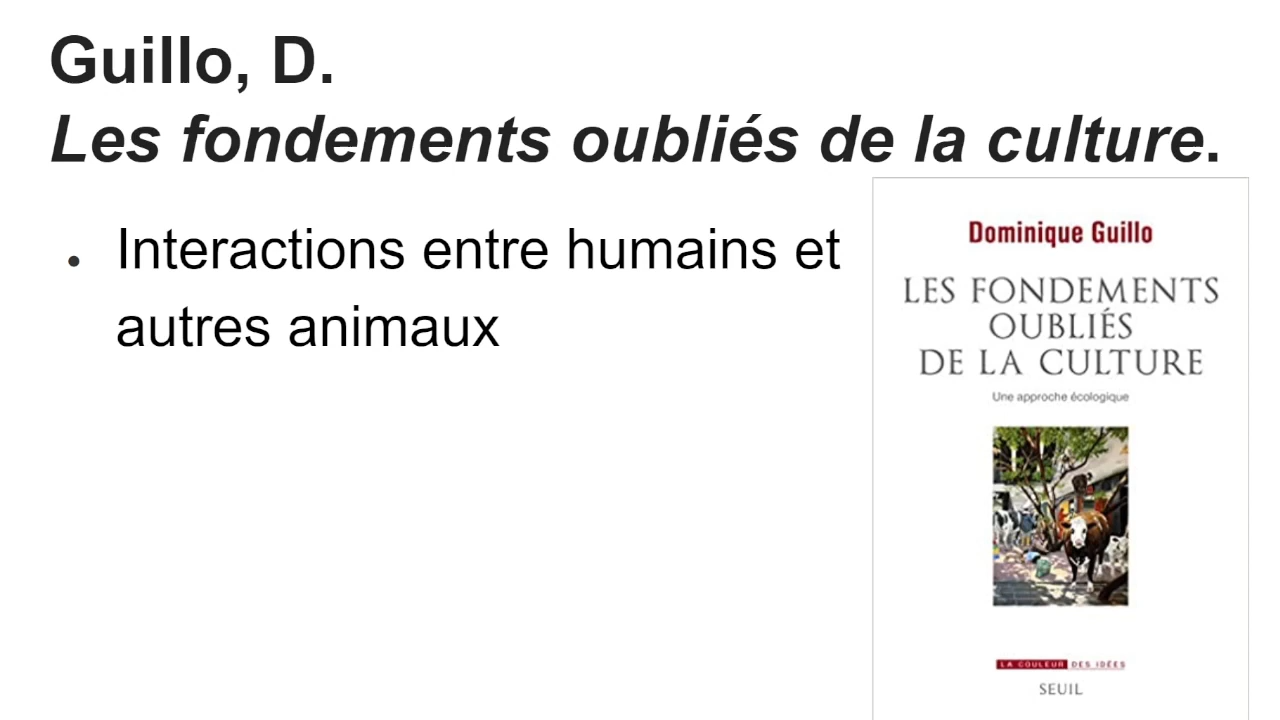 Guillo, D.
Les fondements oubliés de la culture.
• Interactions entre humains et
autres animaux
Dominique Guillo
LES FONDEMENTS
OUBLIÉS
DE LA CULTURE
Une approche écologique
LA COULEUR DES IDÉES
SEUIL